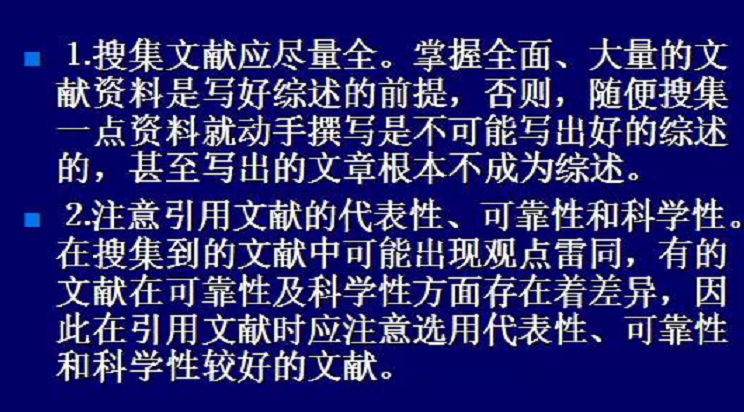 1.搜集文献应尽量全。掌握全面、大量的文
献资料是写好综述的前提，否则，随便搜集
一点资料就动手撰写是不可能写出好的综述
的，甚至写出的文章根本不成为综述。
2.注意引用文献的代表性、可靠性和科学性。
在搜集到的文献中可能出现观点雷同，有的
文献在可靠性及科学性方面存在着差异，因
此在引用文献时应注意选用代表性、可靠性
和科学性较好的文献。